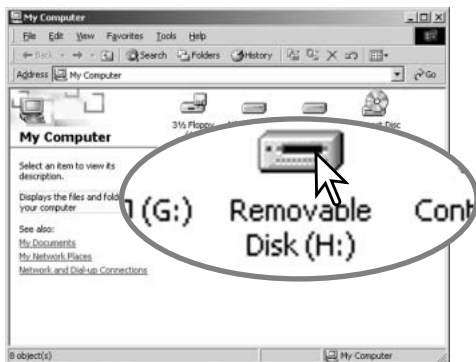 My Computer
File Edit View Favorites Tools Help
Back Search Folders History
Address My Computer Go
3½ Floppy
Disc
My Computer
Select an item to view its
description.
Displays the files and fold
your computer
See also:
My Documents
My Network Places
Network and Dial-up Connections
(G:) Removable Cont
Disk (H:)
8 object(s) My Computer